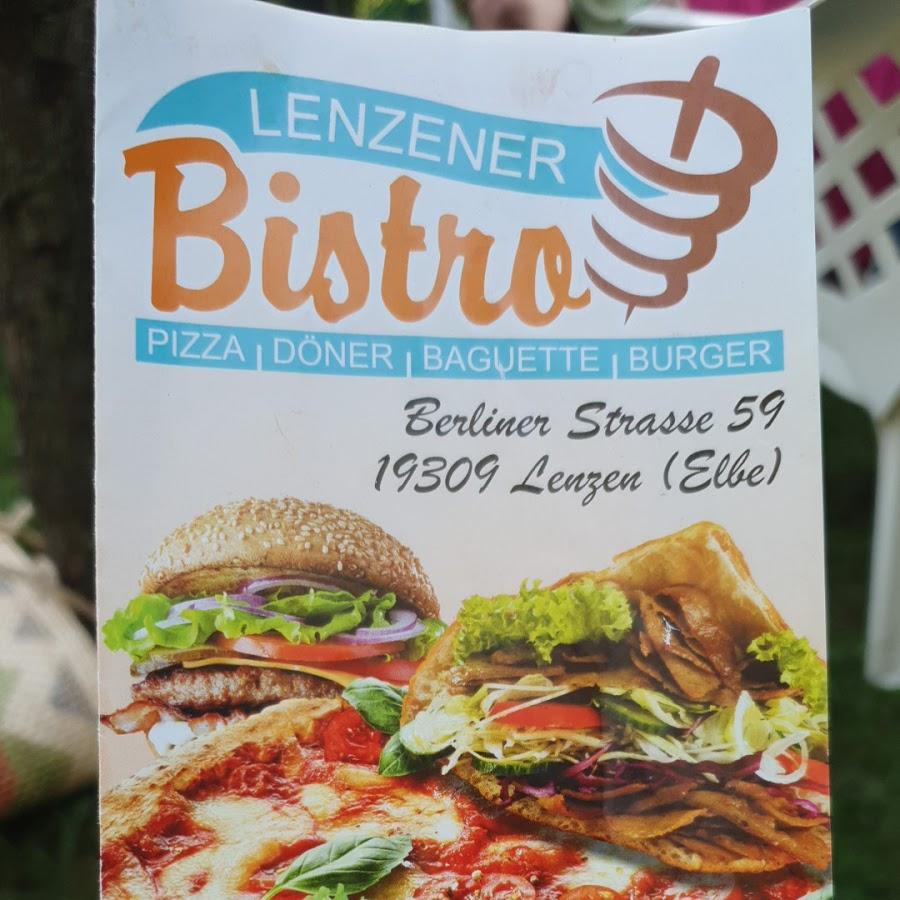 LENZENER
Bistro
PIZZA | DÖNER | BAGUETTE | BURGER
Berliner Strasse 59
19309 Lenzen (Elbe)